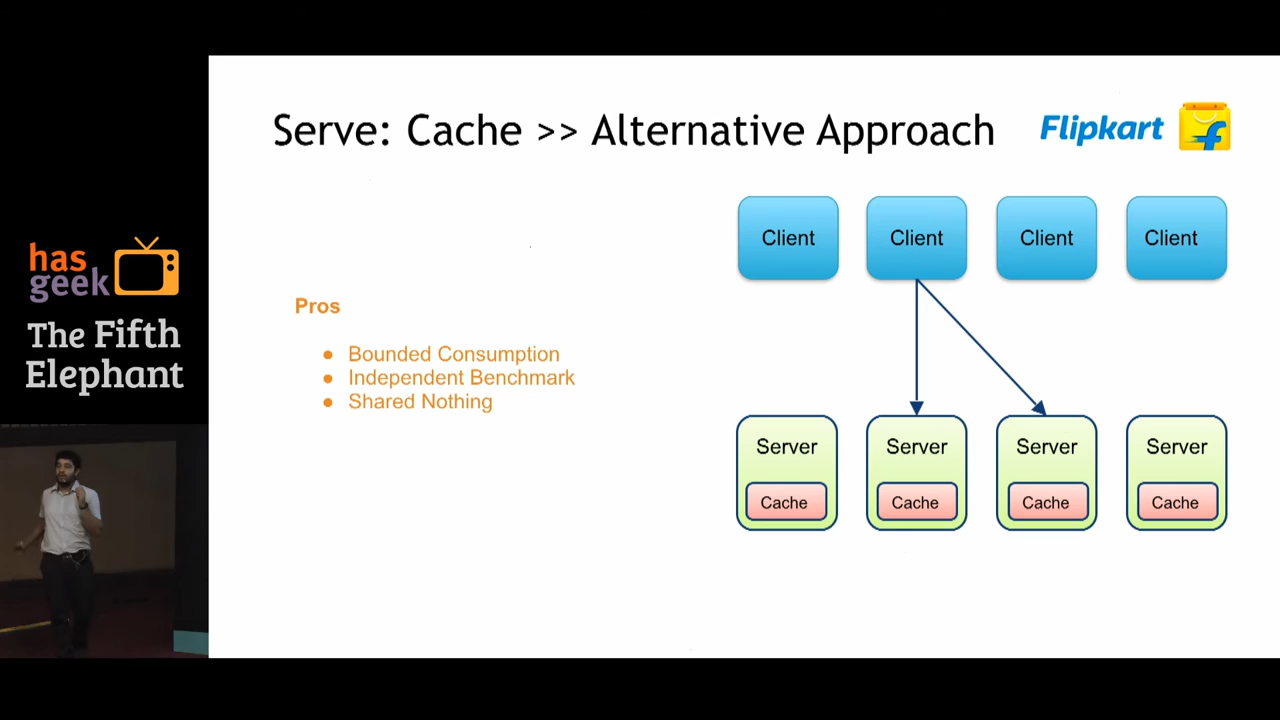 Serve: Cache >> Alternative Approach
Flipkart
has
geek
The Fifth
Elephant
Pros
● Bounded Consumption
● Independent Benchmark
● Shared Nothing
Client Client Client Client
Server Server Server Server
Cache Cache Cache Cache